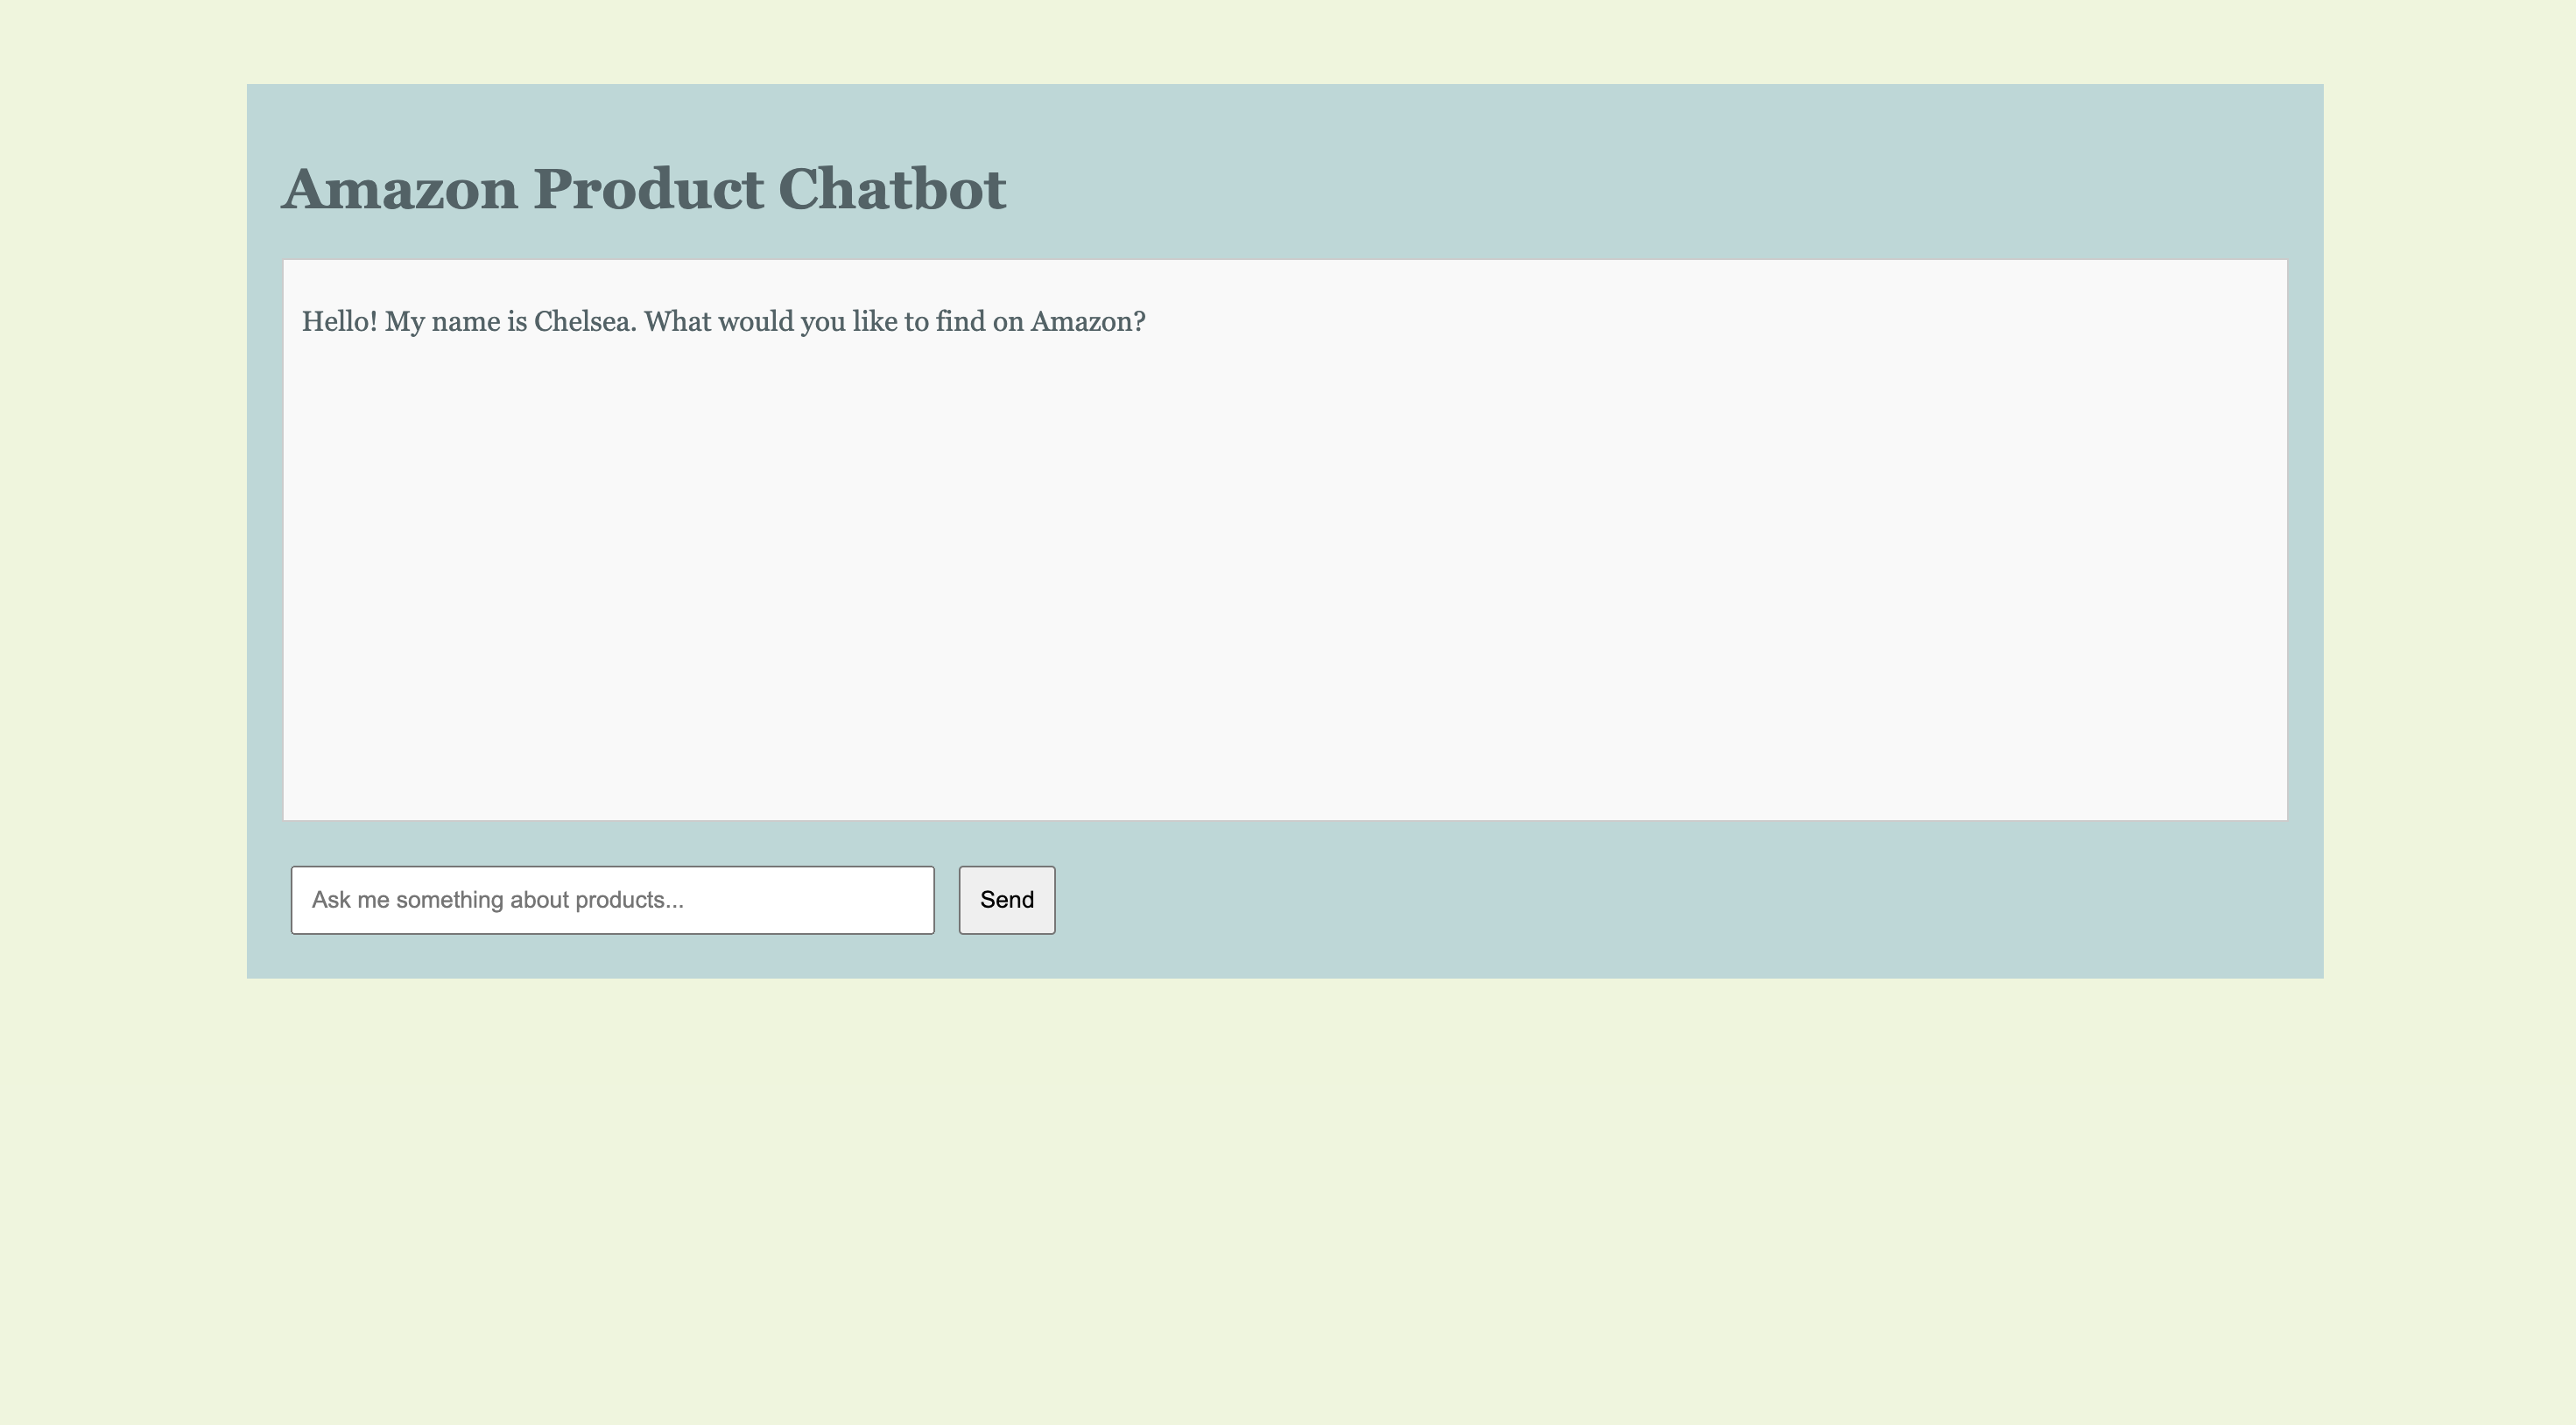 Amazon Product Chatbot
Hello! My name is Chelsea. What would you like to find on Amazon?
Ask me something about products...
Send